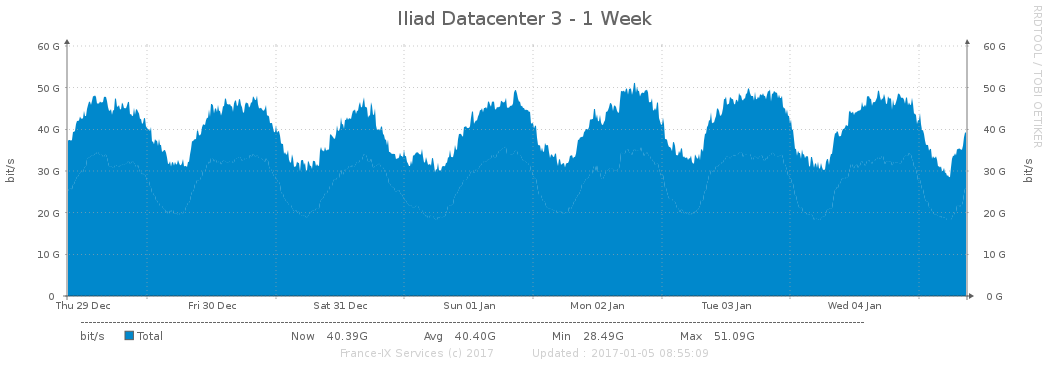 Iliad Datacenter 3 - 1 Week
RRDTOOL / TOBI OETIKER
60 G 60 G
50 G 50 G
40 G 40 G
30 G 30 G
20 G 20 G
10 G 10 G
0 0 G
bit/s bit/s
Thu 29 Dec Fri 30 Dec Sat 31 Dec Sun 01 Jan Mon 02 Jan Tue 03 Jan Wed 04 Jan
bit/s Total Now 40.39G Avg 40.40G Min 28.49G Max 51.09G
France-IX Services (c) 2017 Updated : 2017-01-05 08:55:09